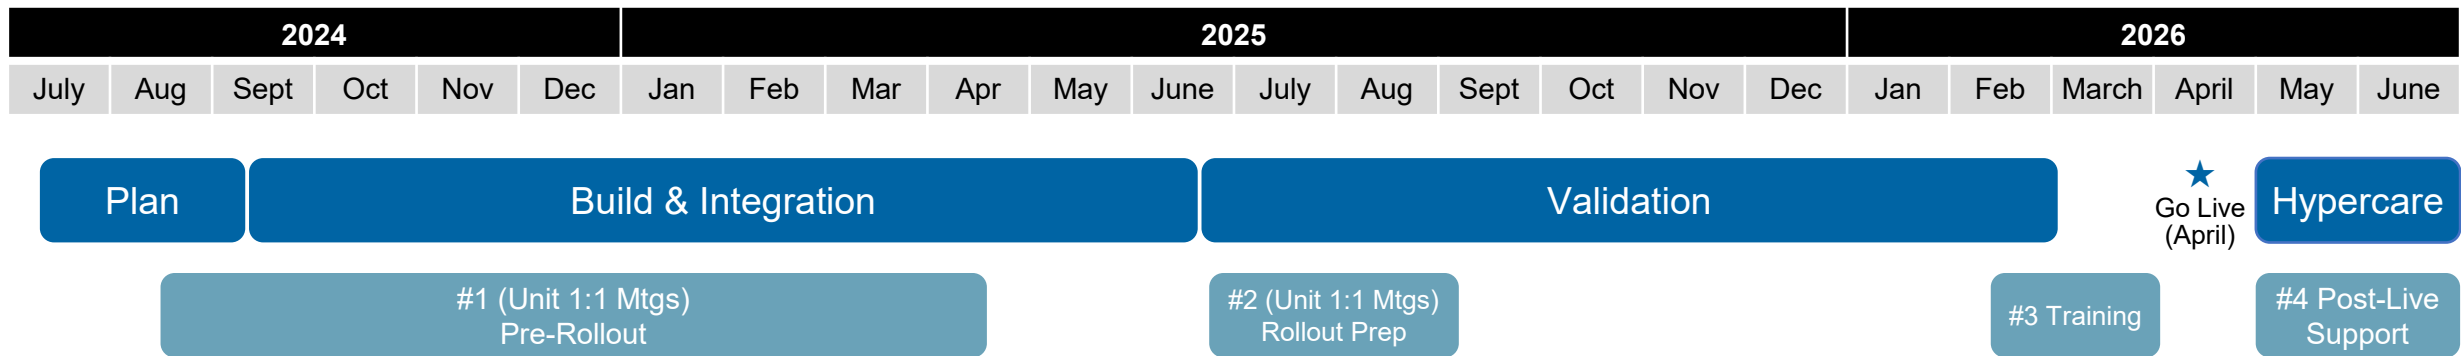 2024 2025 2026
July Aug Sept Oct Nov Dec Jan Feb Mar Apr May June July Aug Sept Oct Nov Dec Jan Feb March April May June
Plan Build & Integration Validation Hypercare
Go Live
(April)
#1 (Unit 1:1 Mtgs)
Pre-Rollout
#2 (Unit 1:1 Mtgs)
Rollout Prep
#3 Training
#4 Post-Live
Support